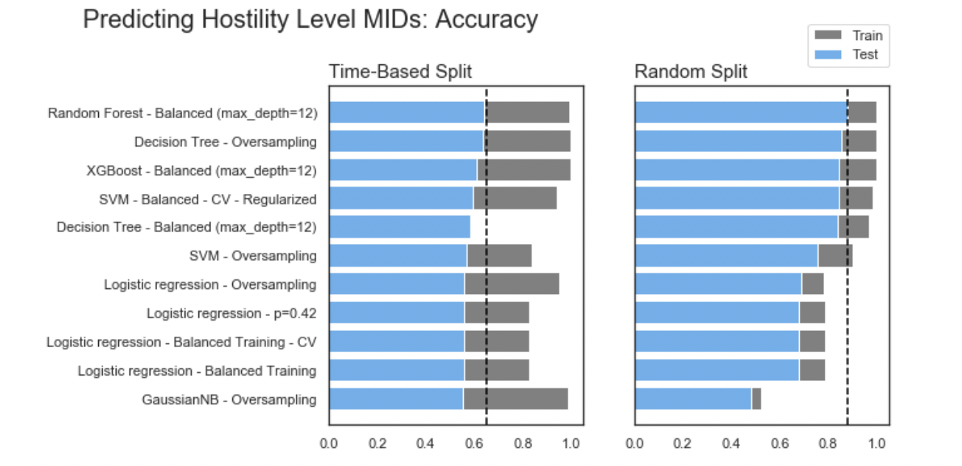 Predicting Hostility Level MIDs: Accuracy
Train
Test
Time-Based Split
Random Split
Random Forest - Balanced (max_depth=12)
Decision Tree - Oversampling
XGBoost - Balanced (max_depth=12)
SVM - Balanced - CV - Regularized
Decision Tree - Balanced (max_depth=12)
SVM - Oversampling
Logistic regression - Oversampling
Logistic regression - p=0.42
Logistic regression - Balanced Training - CV
Logistic regression - Balanced Training
GaussianNB - Oversampling
0.0 0.2 0.4 0.6 0.8 1.0
0.0 0.2 0.4 0.6 0.8 1.0